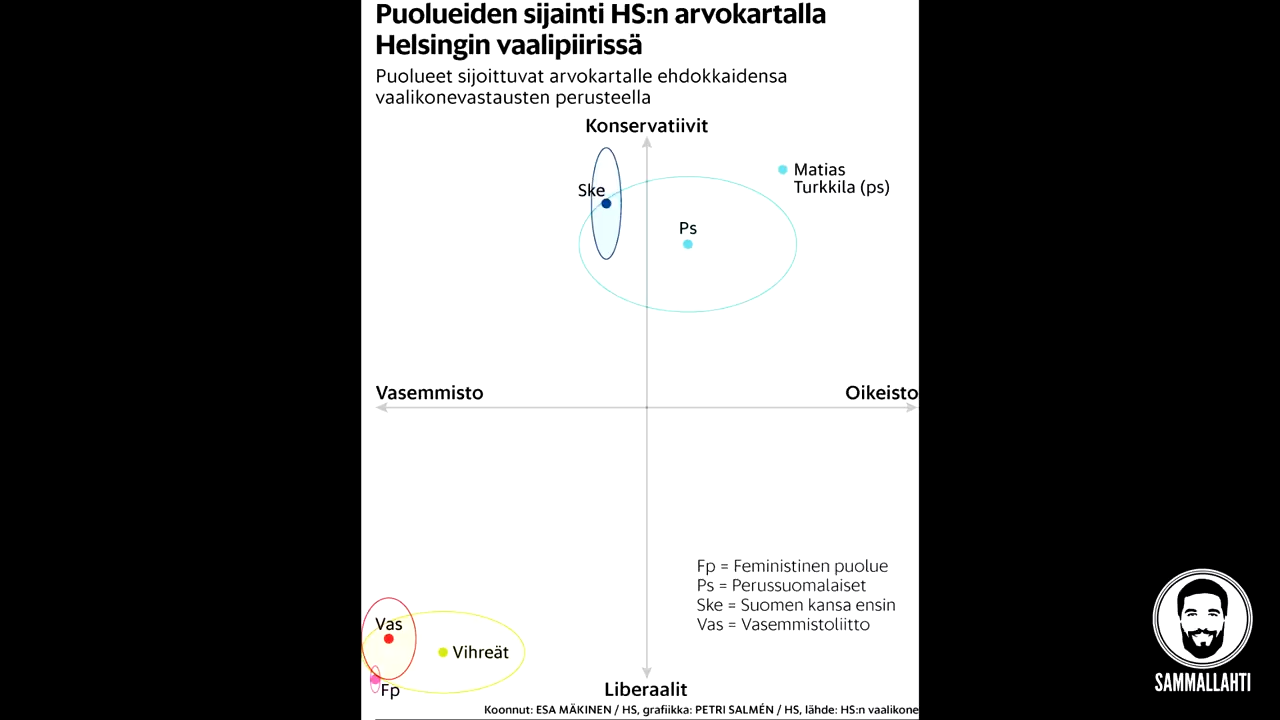 Puolueiden sijainti HS:n arvokartalla
Helsingin vaalipiirissä
Puolueet sijoittuvat arvokartalle ehdokkaidensa
vaalikonevastausten perusteella
Konservatiivit
Matias
Turkkila (ps)
Ske
Ps
Vasemmisto
Oikeisto
Fp = Feministinen puolue
Ps = Perussuomalaiset
Ske = Suomen kansa ensin
Vas = Vasemmistoliitto
Vas
Vihreät
Fp
Liberaalit
Koonnut: ESA MÄKINEN / HS, grafiikka: PETRI SALMÉN / HS, lähde: HS:n vaalikone
SAMMALLAHTI